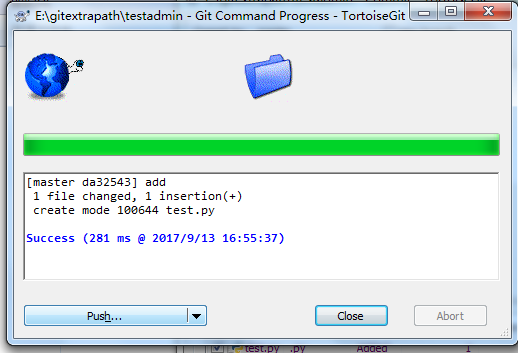 E:\gitextrapath\testadmin - Git Command Progress - TortoiseGit
[master da32543] add
1 file changed, 1 insertion(+)
create mode 100644 test.py
Success (281 ms @ 2017/9/13 16:55:37)
Push...
Close
Abort
test.py .py Added 1